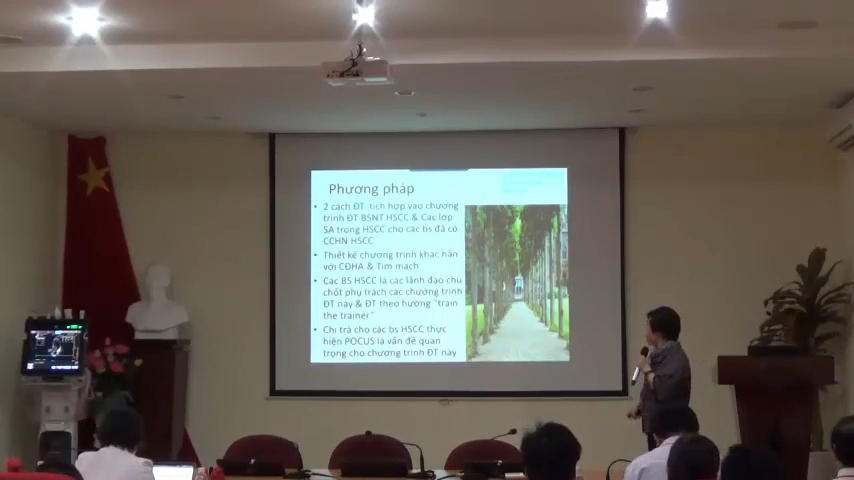 Phương pháp
• 2 cách ĐT tích hợp vào chương
trình ĐT BSNT HSCC & Các lớp
SA trong HSCC cho các bs đã có
CCHN HSCC
• Thiết kế chương trình khác hẳn
với CĐHA & Tim mạch
• Các BS HSCC là các lãnh đạo chủ
chốt phụ trách các chương trình
ĐT này & ĐT theo hướng "train
the trainer"
• Chi trả cho các bs HSCC thực
hiện POCUS là vấn đề quan
trọng cho chương trình ĐT này